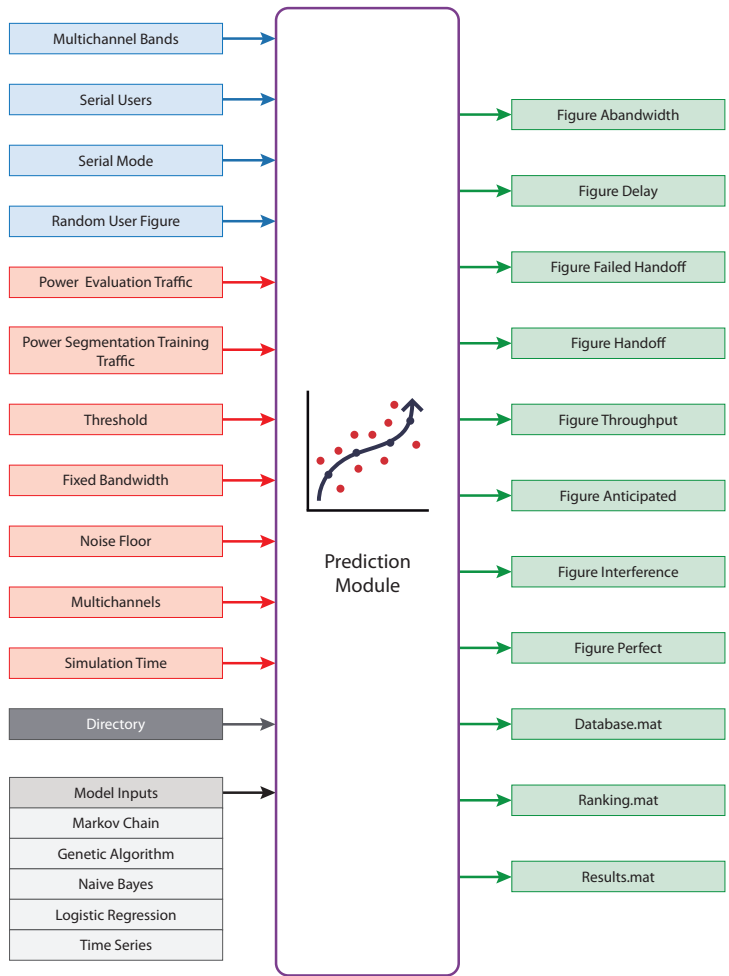 Multichannel Bands
Serial Users
Serial Mode
Random User Figure
Power Evaluation Traffic
Power Segmentation Training
Traffic
Threshold
Fixed Bandwidth
Noise Floor
Multichannels
Simulation Time
Directory
Model Inputs
Markov Chain
Genetic Algorithm
Naive Bayes
Logistic Regression
Time Series
Prediction
Module
Figure Abandwidth
Figure Delay
Figure Failed Handoff
Figure Handoff
Figure Throughput
Figure Anticipated
Figure Interference
Figure Perfect
Database.mat
Ranking.mat
Results.mat